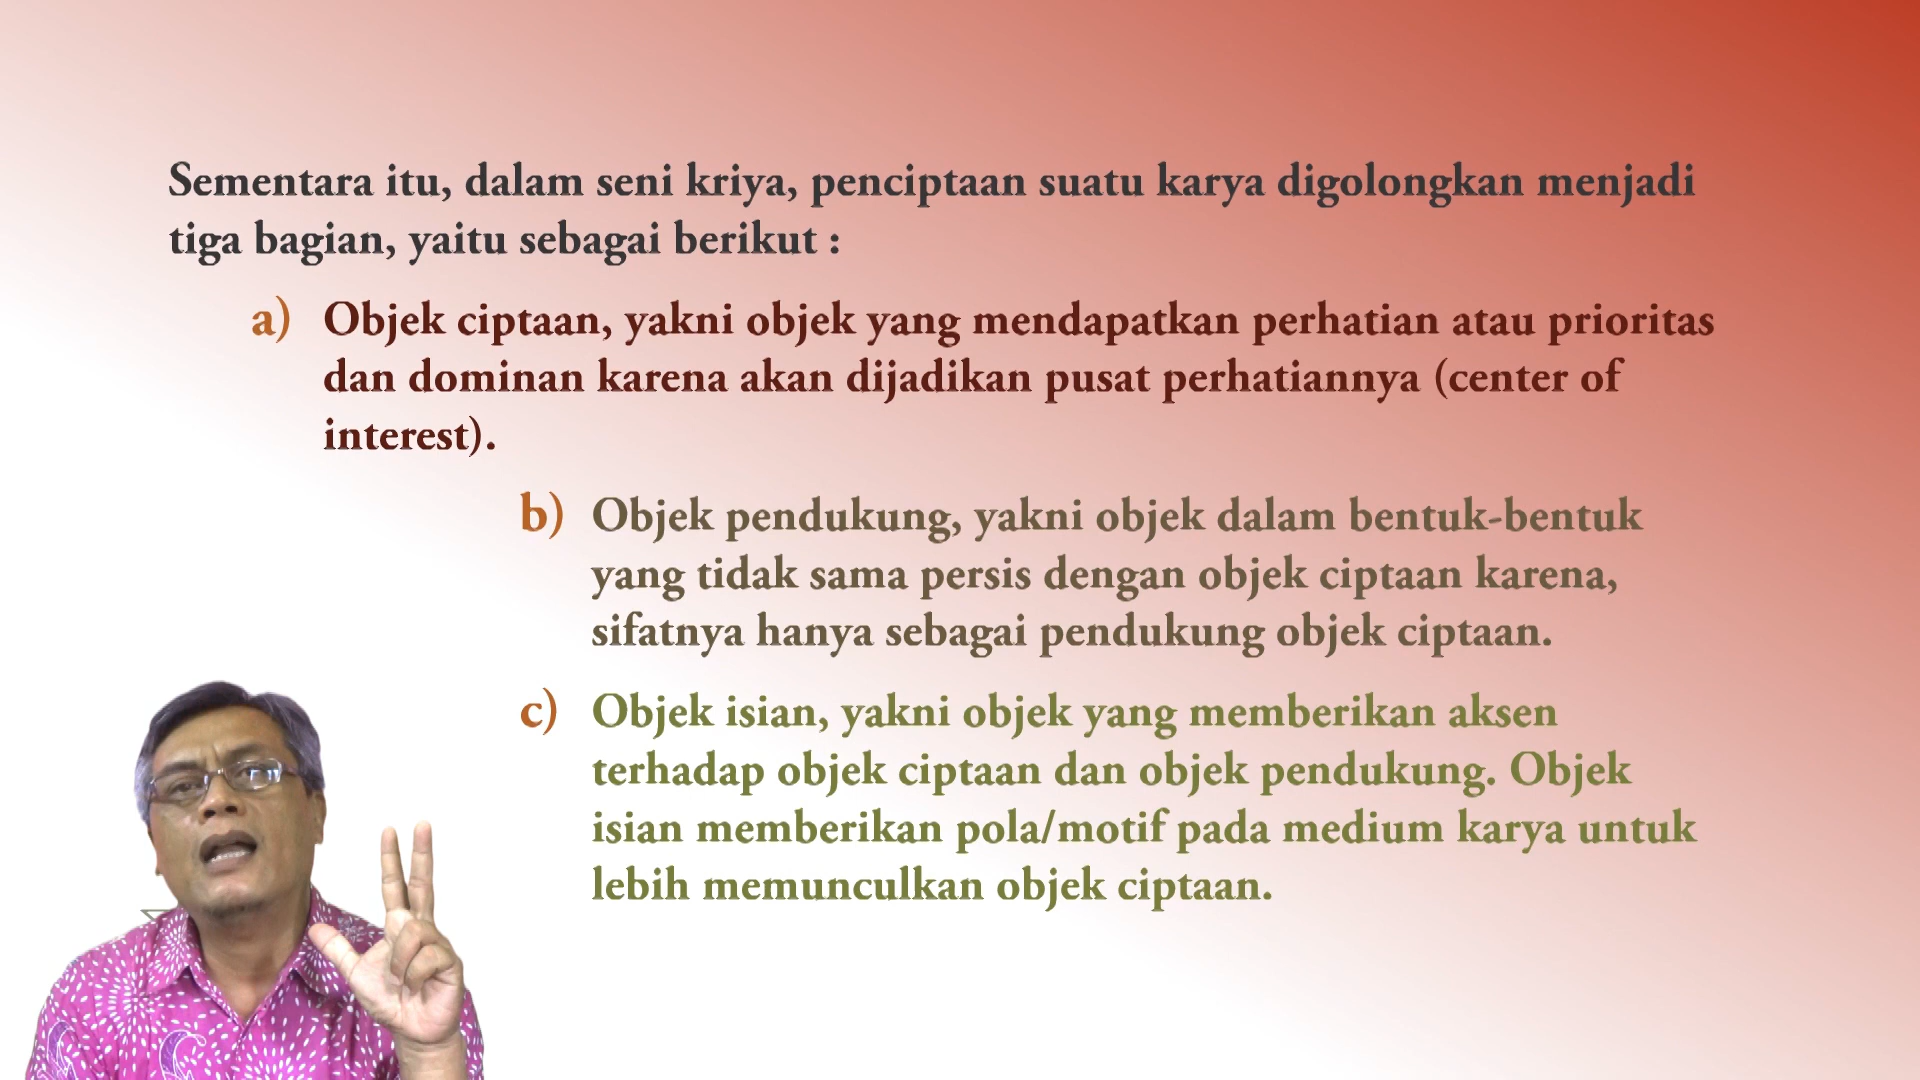 Sementara itu, dalam seni kriya, penciptaan suatu karya digolongkan menjadi
tiga bagian, yaitu sebagai berikut :
a) Objek ciptaan, yakni objek yang mendapatkan perhatian atau prioritas
dan dominan karena akan dijadikan pusat perhatiannya (center of
interest).
b) Objek pendukung, yakni objek dalam bentuk-bentuk
yang tidak sama persis dengan objek ciptaan karena,
sifatnya hanya sebagai pendukung objek ciptaan.
c) Objek isian, yakni objek yang memberikan aksen
terhadap objek ciptaan dan objek pendukung. Objek
isian memberikan pola/motif pada medium karya untuk
lebih memunculkan objek ciptaan.